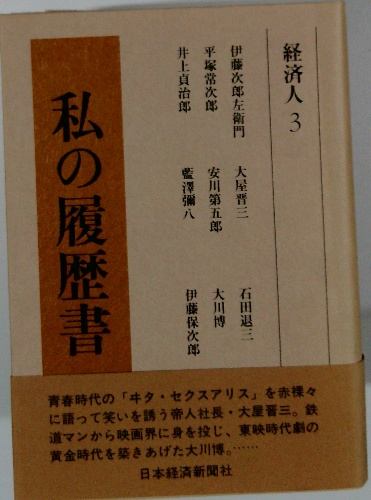 経済人 3
伊藤次郎左衛門 大屋晋三 石田退三
平塚常次郎 安川第五郎 大川博
井上貞治郎 藍澤彌八 伊藤保次郎
私の履歴書
青春時代の「ヰタ・セクスアリス」を赤裸々
に語って笑いを誘う帝人社長・大屋晋三。鉄
道マンから映画界に身を投じ、東映時代劇の
黄金時代を築きあげた大川博。……
日本経済新聞社